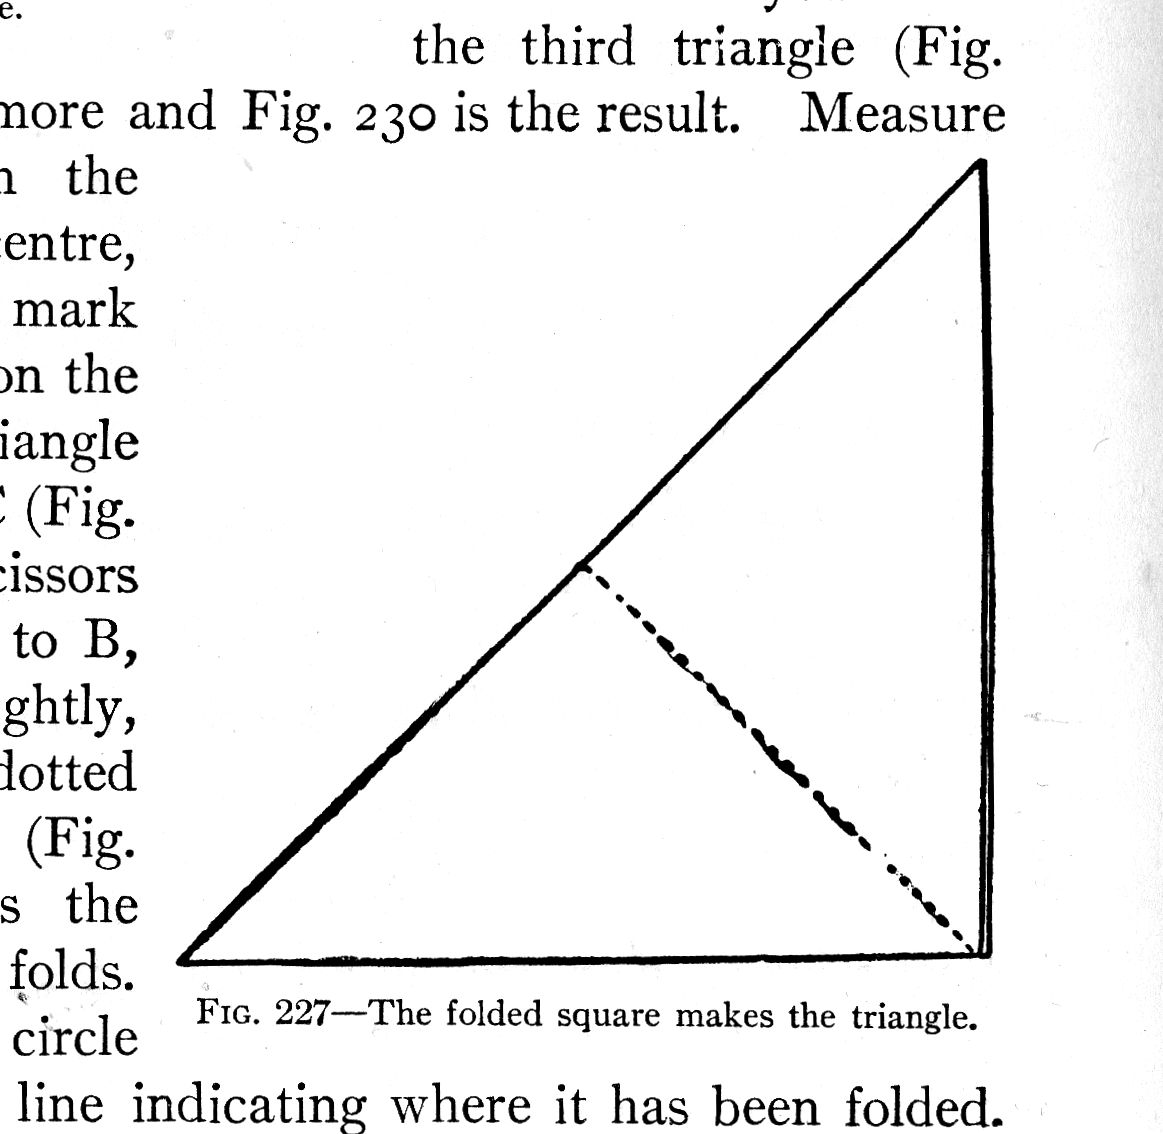 e.
the third triangle (Fig.
more and Fig. 230 is the result. Measure
the
centre,
mark
on the
iangle
(Fig.
cissors
to B,
ghtly,
dotted
(Fig.
s the
folds.
circle
FIG. 227—The folded square makes the triangle.
line indicating where it has been folded.